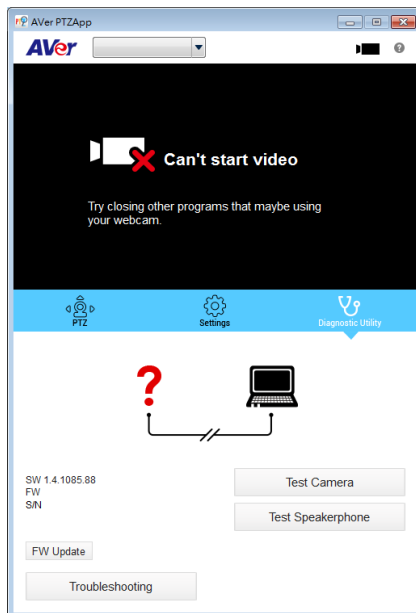 AVer PTZApp
AVer
Can't start video
Try closing other programs that maybe using
your webcam.
PTZ
Settings
Diagnostic Utility
?
SW 1.4.1085.88
FW
S/N
Test Camera
Test Speakerphone
FW Update
Troubleshooting